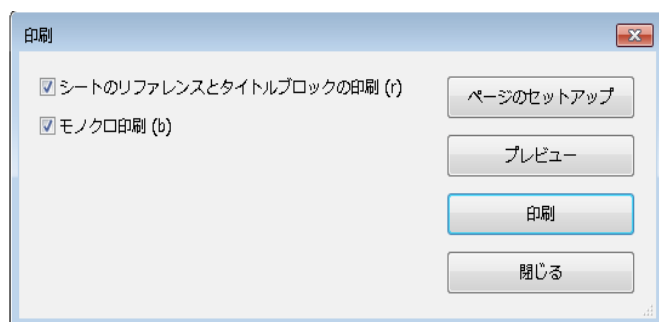 印刷
シートのリファレンスとタイトルブロックの印刷 (r)
モノクロ印刷 (b)
ページのセットアップ
プレビュー
印刷
閉じる